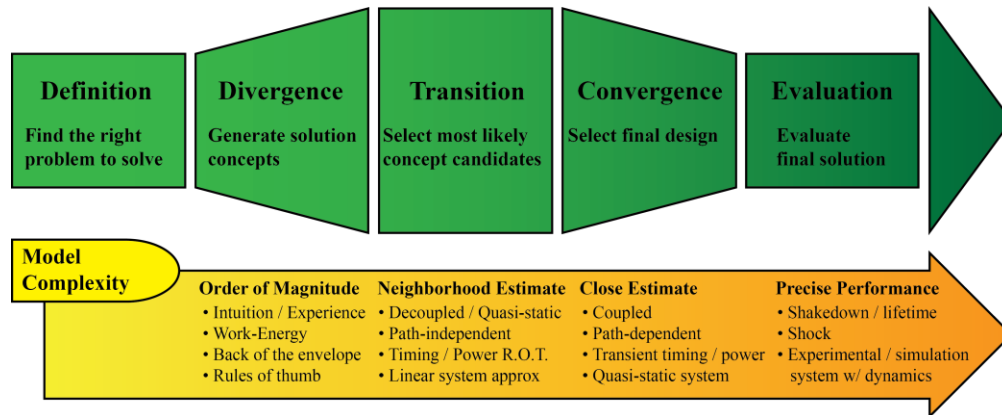 Definition
Find the right
problem to solve
Divergence
Generate solution
concepts
Transition
Select most likely
concept candidates
Convergence
Select final design
Evaluation
Evaluate
final solution
Model
Complexity
Order of Magnitude
• Intuition / Experience
• Work-Energy
• Back of the envelope
• Rules of thumb
Neighborhood Estimate
• Decoupled / Quasi-static
• Path-independent
• Timing / Power R.O.T.
• Linear system approx
Close Estimate
• Coupled
• Path-dependent
• Transient timing / power
• Quasi-static system
Precise Performance
• Shakedown / lifetime
• Shock
• Experimental / simulation
system w/ dynamics